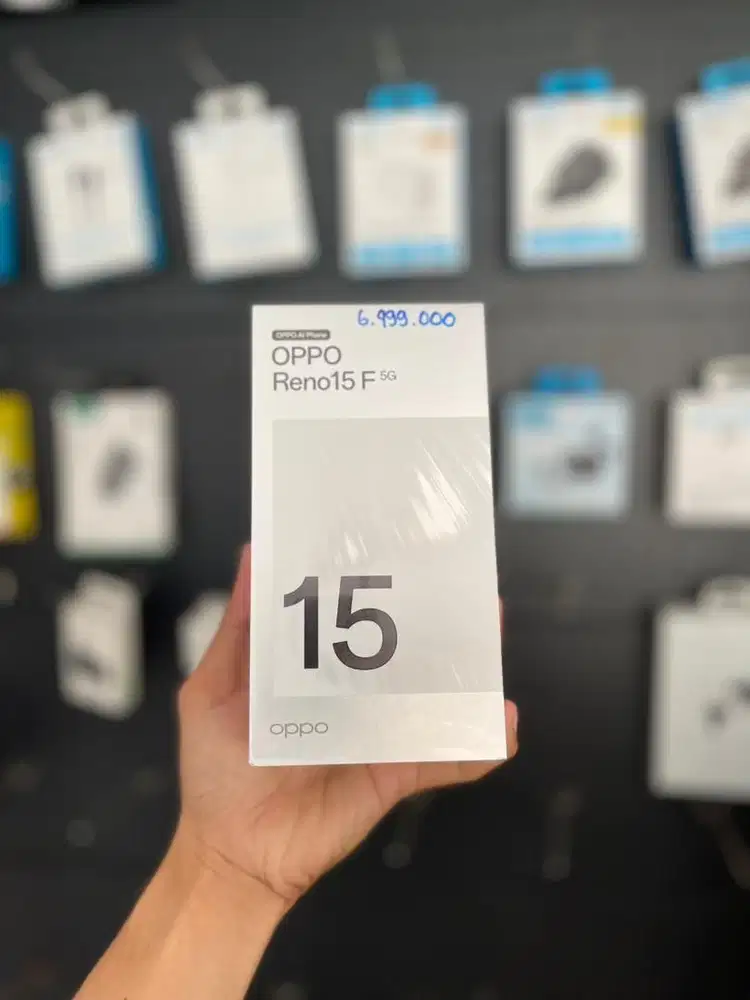 6.999.000
OPPO AI Phone
OPPO
Reno15 F 5G
15
oppo